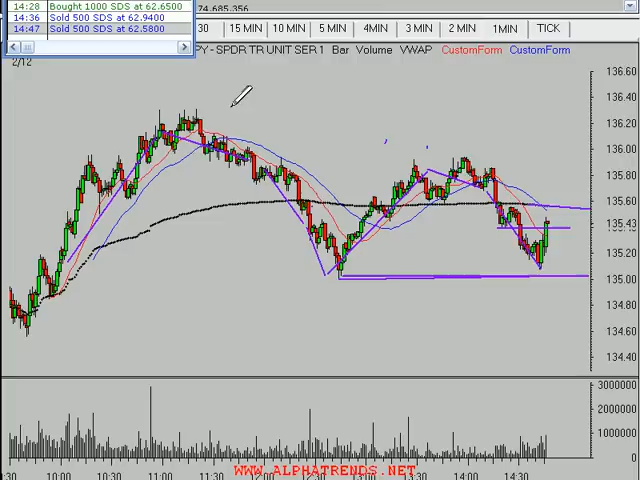 14:28 Bought 1000 SDS at 62.6500
14:36 Sold 500 SDS at 62.9400
14:47 Sold 500 SDS at 62.5800
74.685.356
30 15 MIN 10 MIN 5 MIN 4MIN 3 MIN 2 MIN 1MIN TICK
PY - SPDR TR UNIT SER 1 Bar Volume VWAP CustomForm CustomForm
2/12
136.60
136.40
136.20
136.00
135.80
135.60
135.43
135.20
135.00
134.80
134.60
134.40
3000000
2000000
1000000
0
:30 10:00 10:30 11:00 11:30 12:00 12:30 13:00 13:30 14:00 14:30
WWW.ALPHATRENDS.NET